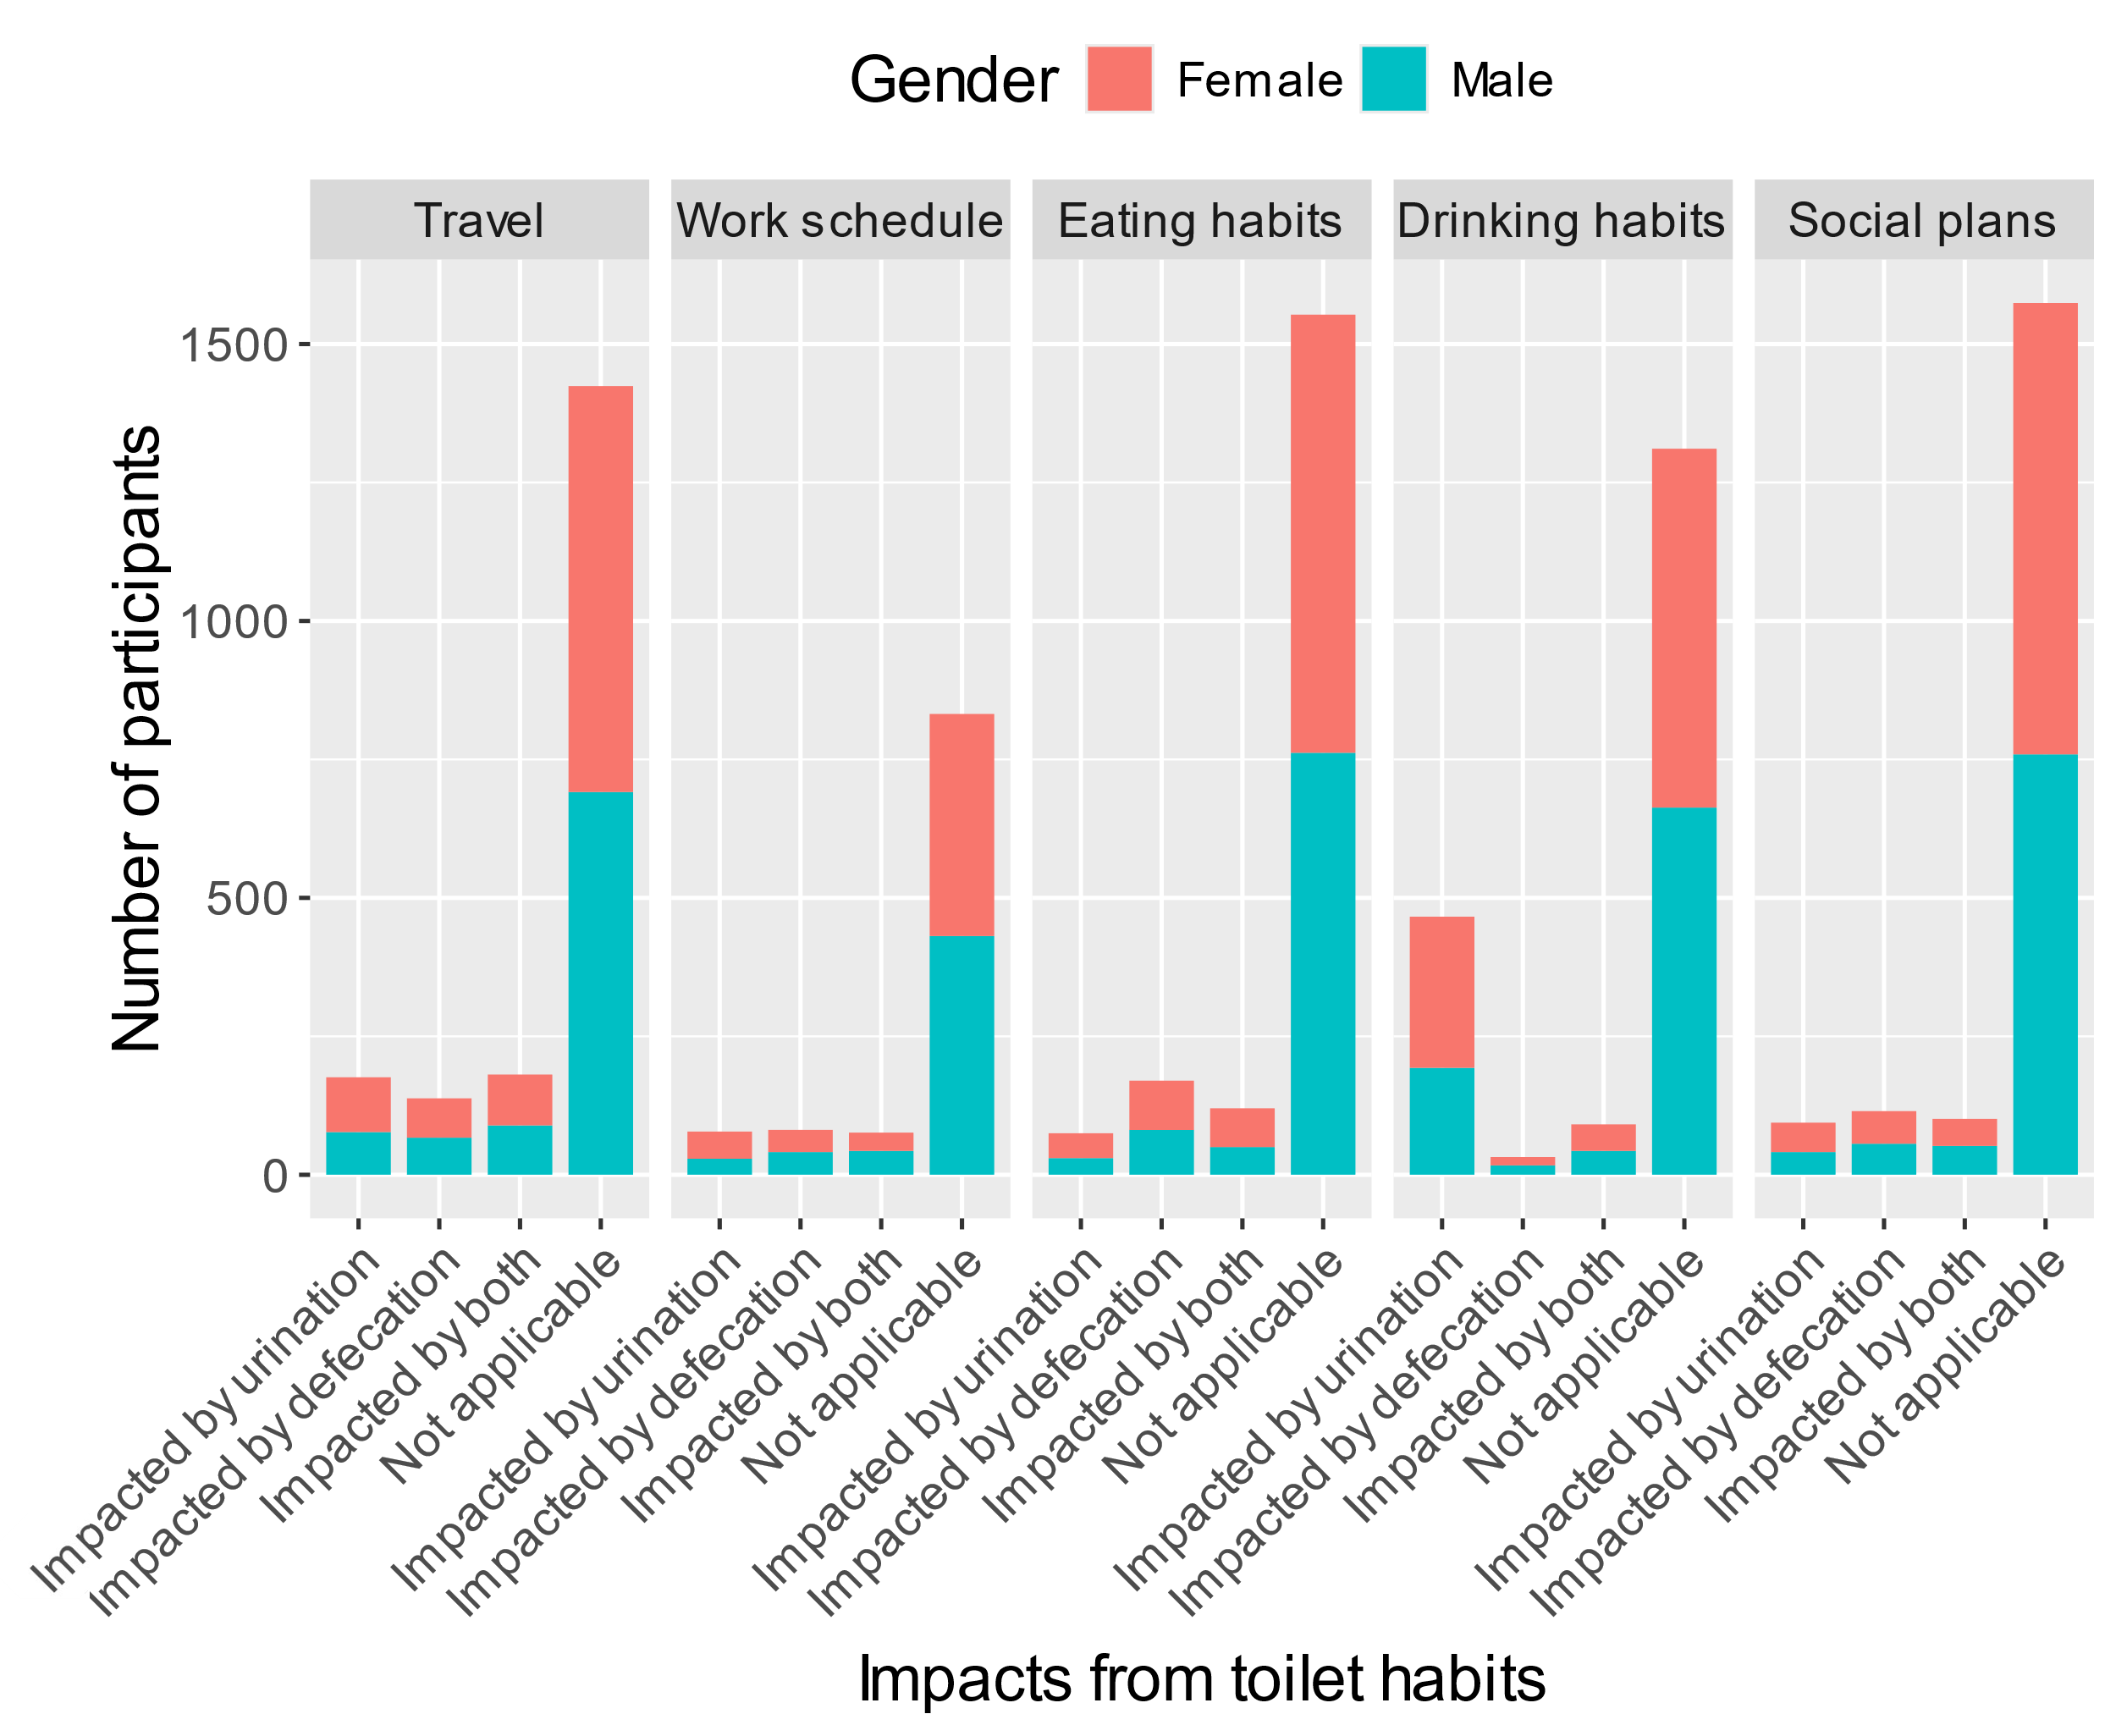 Gender Female Male
Travel Work schedule Eating habits Drinking habits Social plans
Number of participants
1500
1000
500
0
Impacted by urination
Impacted by defecation
Impacted by both
Not applicable
Impacted by urination
Impacted by defecation
Impacted by both
Not applicable
Impacted by urination
Impacted by defecation
Impacted by both
Not applicable
Impacted by urination
Impacted by defecation
Impacted by both
Not applicable
Impacted by urination
Impacted by defecation
Impacted by both
Not applicable
Impacts from toilet habits